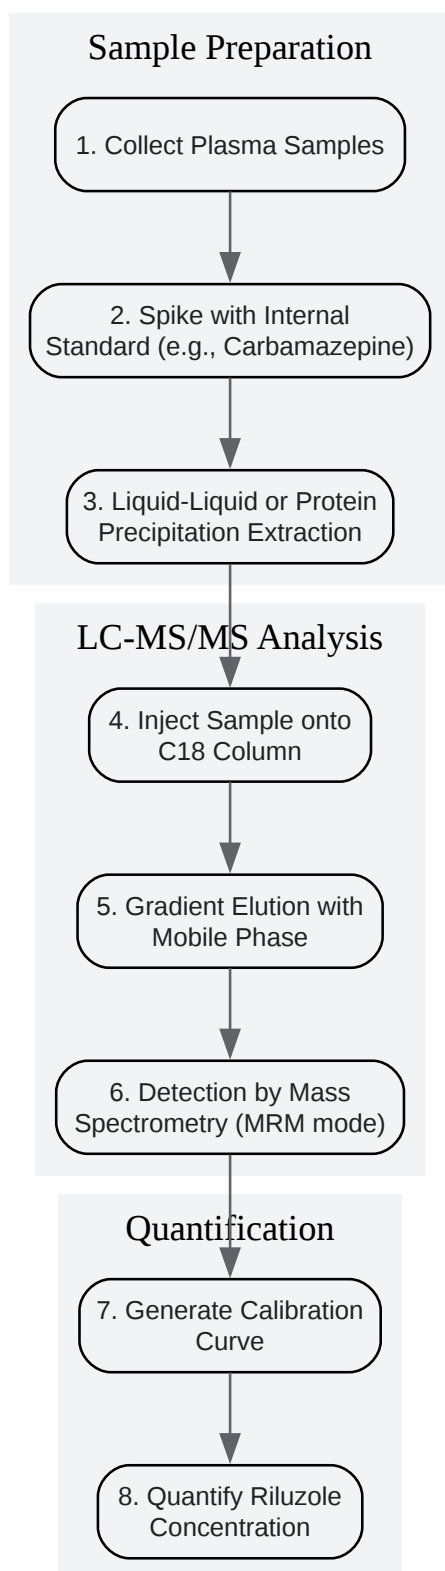 Sample Preparation
1. Collect Plasma Samples
2. Spike with Internal
Standard (e.g., Carbamazepine)
3. Liquid-Liquid or Protein
Precipitation Extraction
LC-MS/MS Analysis
4. Inject Sample onto
C18 Column
5. Gradient Elution with
Mobile Phase
6. Detection by Mass
Spectrometry (MRM mode)
Quantification
7. Generate Calibration
Curve
8. Quantify Riluzole
Concentration